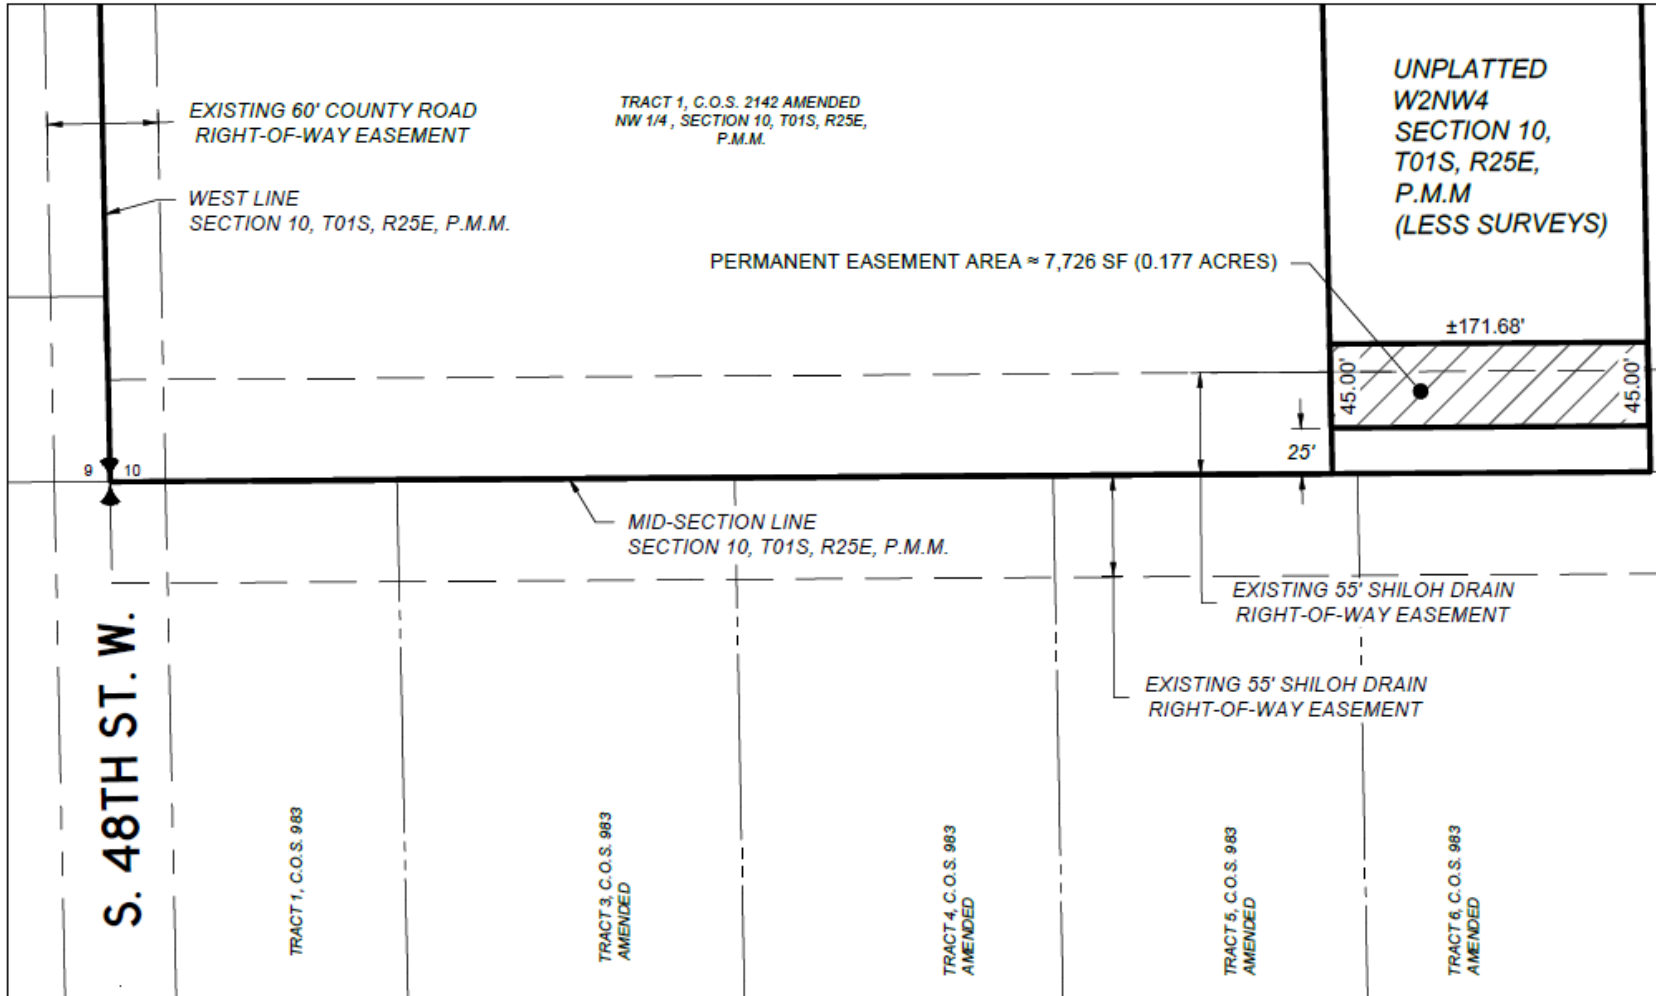 EXISTING 60' COUNTY ROAD
RIGHT-OF-WAY EASEMENT
TRACT 1, C.O.S. 2142 AMENDED
NW 1/4 , SECTION 10, T01S, R25E,
P.M.M.
UNPLATTED
W2NW4
SECTION 10,
T01S, R25E,
P.M.M
(LESS SURVEYS)
WEST LINE
SECTION 10, T01S, R25E, P.M.M.
PERMANENT EASEMENT AREA ≈ 7,726 SF (0.177 ACRES)
±171.68'
45.00'
45.00'
25'
9
10
MID-SECTION LINE
SECTION 10, T01S, R25E, P.M.M.
EXISTING 55' SHILOH DRAIN
RIGHT-OF-WAY EASEMENT
EXISTING 55' SHILOH DRAIN
RIGHT-OF-WAY EASEMENT
S. 48TH ST. W.
TRACT 1, C.O.S. 983
TRACT 3, C.O.S. 983
AMENDED
TRACT 4, C.O.S. 983
AMENDED
TRACT 5, C.O.S. 983
AMENDED
TRACT 6, C.O.S. 983
AMENDED